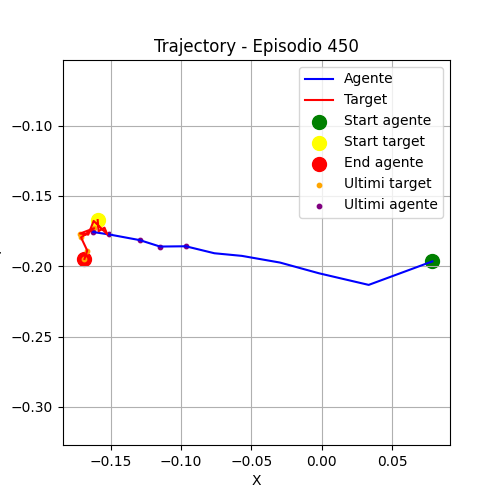 Trajectory - Episodio 450
Agente
Target
Start agente
Start target
End agente
Ultimi target
Ultimi agente
−0.10
−0.15
−0.20
−0.25
−0.30
−0.15
−0.10
−0.05
0.00
0.05
X